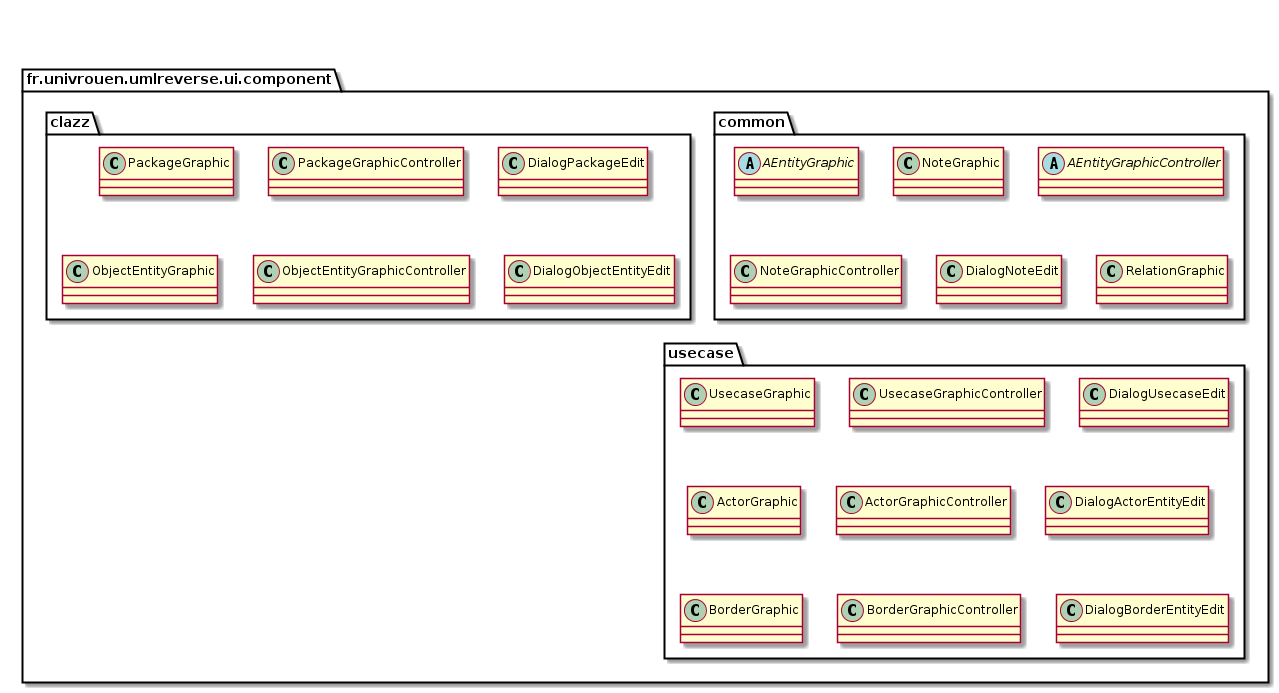 fr.univrouen.umlreverse.ui.component
clazz
C PackageGraphic
C PackageGraphicController
C DialogPackageEdit
C ObjectEntityGraphic
C ObjectEntityGraphicController
C DialogObjectEntityEdit
common
A AEntityGraphic
C NoteGraphic
A AEntityGraphicController
C NoteGraphicController
C DialogNoteEdit
C RelationGraphic
usecase
C UsecaseGraphic
C UsecaseGraphicController
C DialogUsecaseEdit
C ActorGraphic
C ActorGraphicController
C DialogActorEntityEdit
C BorderGraphic
C BorderGraphicController
C DialogBorderEntityEdit